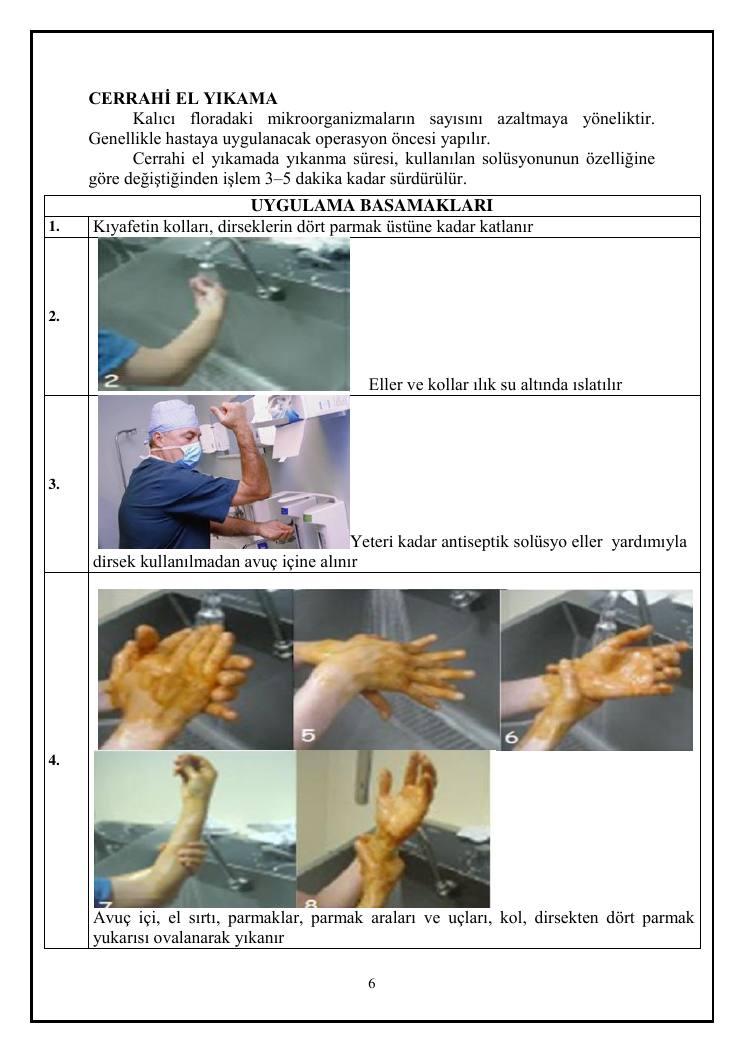 CERRAHİ EL YIKAMA
Kalıcı floradaki mikroorganizmaların sayısını azaltmaya yöneliktir.
Genellikle hastaya uygulanacak operasyon öncesi yapılır.
Cerrahi el yıkamada yıkanma süresi, kullanılan solüsyonunun özelliğine
göre değiştiğinden işlem 3–5 dakika kadar sürdürülür.
UYGULAMA BASAMAKLARI
1. Kıyafetin kolları, dirseklerin dört parmak üstüne kadar katlanır
2.
2
Eller ve kollar ılık su altında ıslatılır
3.
Yeteri kadar antiseptik solüsyo eller yardımıyla
dirsek kullanılmadan avuç içine alınır
4.
5
6
7
8
Avuç içi, el sırtı, parmaklar, parmak araları ve uçları, kol, dirsekten dört parmak
yukarısı ovalanarak yıkanır
6